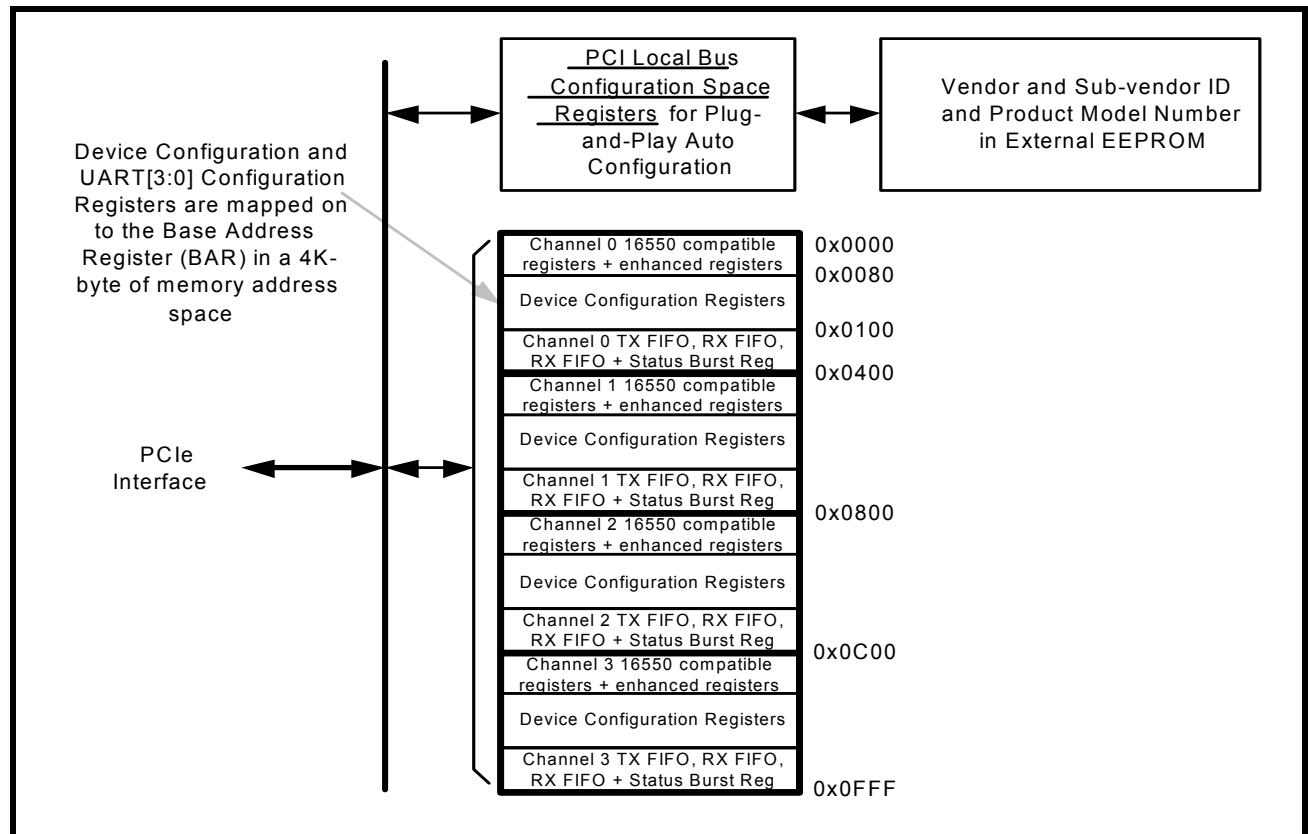 PCI Local Bus
Configuration Space
Registers for Plug-
and-Play Auto
Configuration
Vendor and Sub-vendor ID
and Product Model Number
in External EEPROM
Device Configuration and
UART[3:0] Configuration
Registers are mapped on
to the Base Address
Register (BAR) in a 4K-
byte of memory address
space
PCIe
Interface
Channel 0 16550 compatible
registers + enhanced registers
Device Configuration Registers
Channel 0 TX FIFO, RX FIFO,
RX FIFO + Status Burst Reg
Channel 1 16550 compatible
registers + enhanced registers
Device Configuration Registers
Channel 1 TX FIFO, RX FIFO,
RX FIFO + Status Burst Reg
Channel 2 16550 compatible
registers + enhanced registers
Device Configuration Registers
Channel 2 TX FIFO, RX FIFO,
RX FIFO + Status Burst Reg
Channel 3 16550 compatible
registers + enhanced registers
Device Configuration Registers
Channel 3 TX FIFO, RX FIFO,
RX FIFO + Status Burst Reg
0x0000
0x0080
0x0100
0x0400
0x0800
0x0C00
0x0FFF